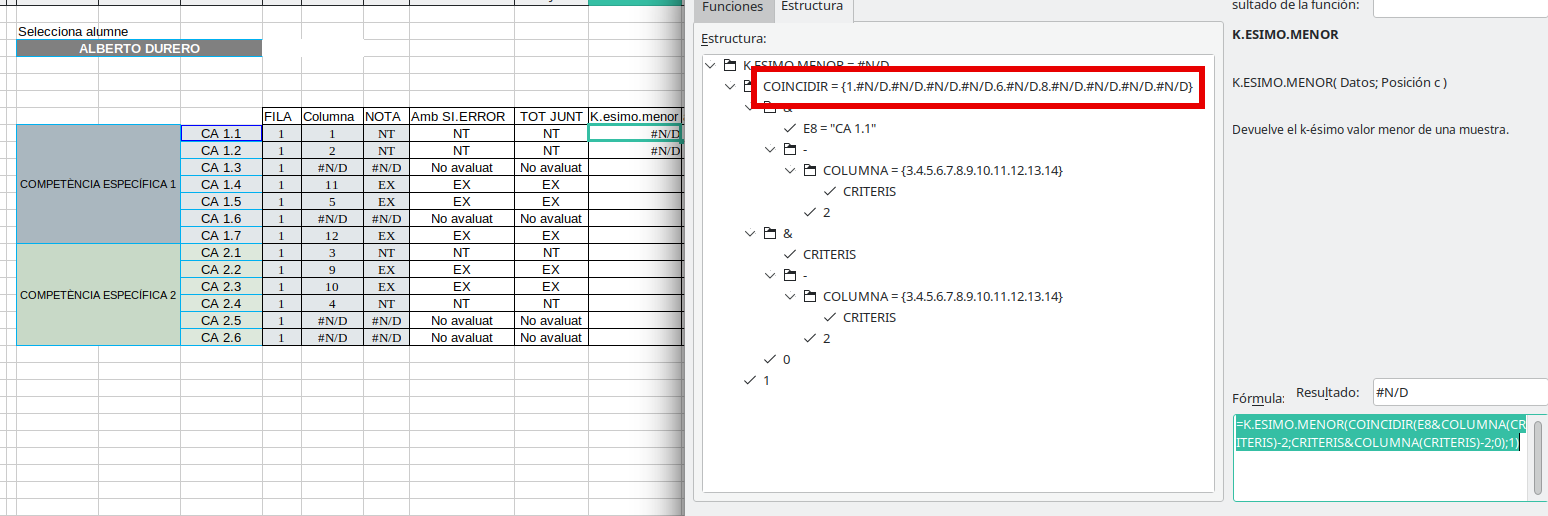 Selecciona alumne
ALBERTO DURERO
FILA Columna NOTA Amb SI.ERROR TOT JUNT K.esimo.menor
COMPETÈNCIA ESPECÍFICA 1
CA 1.1 1 1 NT NT NT #N/D
CA 1.2 1 2 NT NT NT #N/D
CA 1.3 1 #N/D #N/D No avaluat No avaluat
CA 1.4 1 11 EX EX EX
CA 1.5 1 5 EX EX EX
CA 1.6 1 #N/D #N/D No avaluat No avaluat
CA 1.7 1 12 EX EX EX
COMPETÈNCIA ESPECÍFICA 2
CA 2.1 1 3 NT NT NT
CA 2.2 1 9 EX EX EX
CA 2.3 1 10 EX EX EX
CA 2.4 1 4 NT NT NT
CA 2.5 1 #N/D #N/D No avaluat No avaluat
CA 2.6 1 #N/D #N/D No avaluat No avaluat
Funciones Estructura
Estructura:
K.ESIMO.MENOR = #N/D
COINCIDIR = {1.#N/D.#N/D.#N/D.#N/D.6.#N/D.8.#N/D.#N/D.#N/D.#N/D}
&
E8 = "CA 1.1"
-
COLUMNA = {3.4.5.6.7.8.9.10.11.12.13.14}
CRITERIS
2
&
CRITERIS
-
COLUMNA = {3.4.5.6.7.8.9.10.11.12.13.14}
CRITERIS
2
0
1
sultado de la función:
K.ESIMO.MENOR
K.ESIMO.MENOR( Datos; Posición c )
Devuelve el k-ésimo valor menor de una muestra.
Fórmula: Resultado: #N/D
=K.ESIMO.MENOR(COINCIDIR(E8&COLUMNA(CR
ITERIS)-2;CRITERIS&COLUMNA(CRITERIS)-2;0);1)